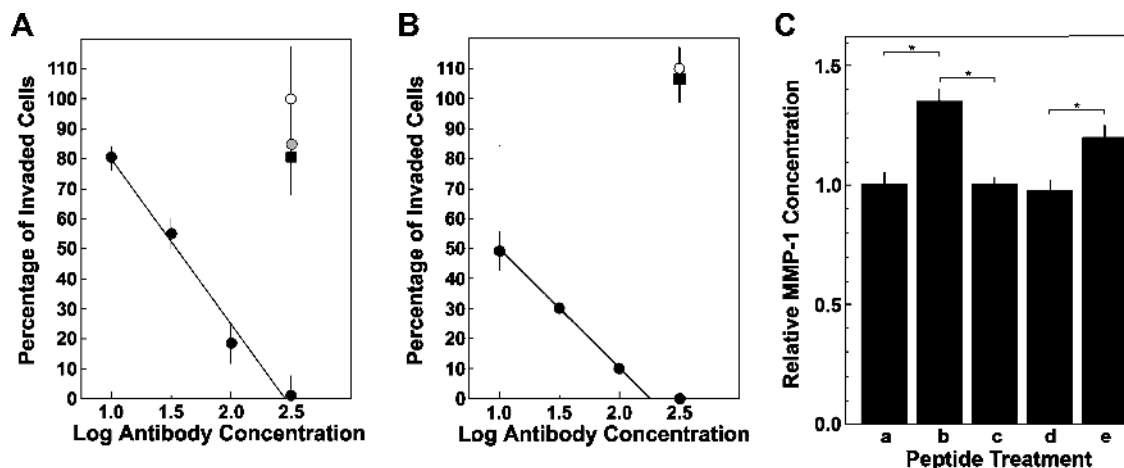 A
Percentage of Invaded Cells
110
100
90
80
70
60
50
40
30
20
10
0
1.0 1.5 2.0 2.5
Log Antibody Concentration
B
Percentage of Invaded Cells
110
100
90
80
70
60
50
40
30
20
10
0
1.0 1.5 2.0 2.5
Log Antibody Concentration
C
Relative MMP-1 Concentration
1.5
1.0
0.5
0.0
* * *
a b c d e
Peptide Treatment